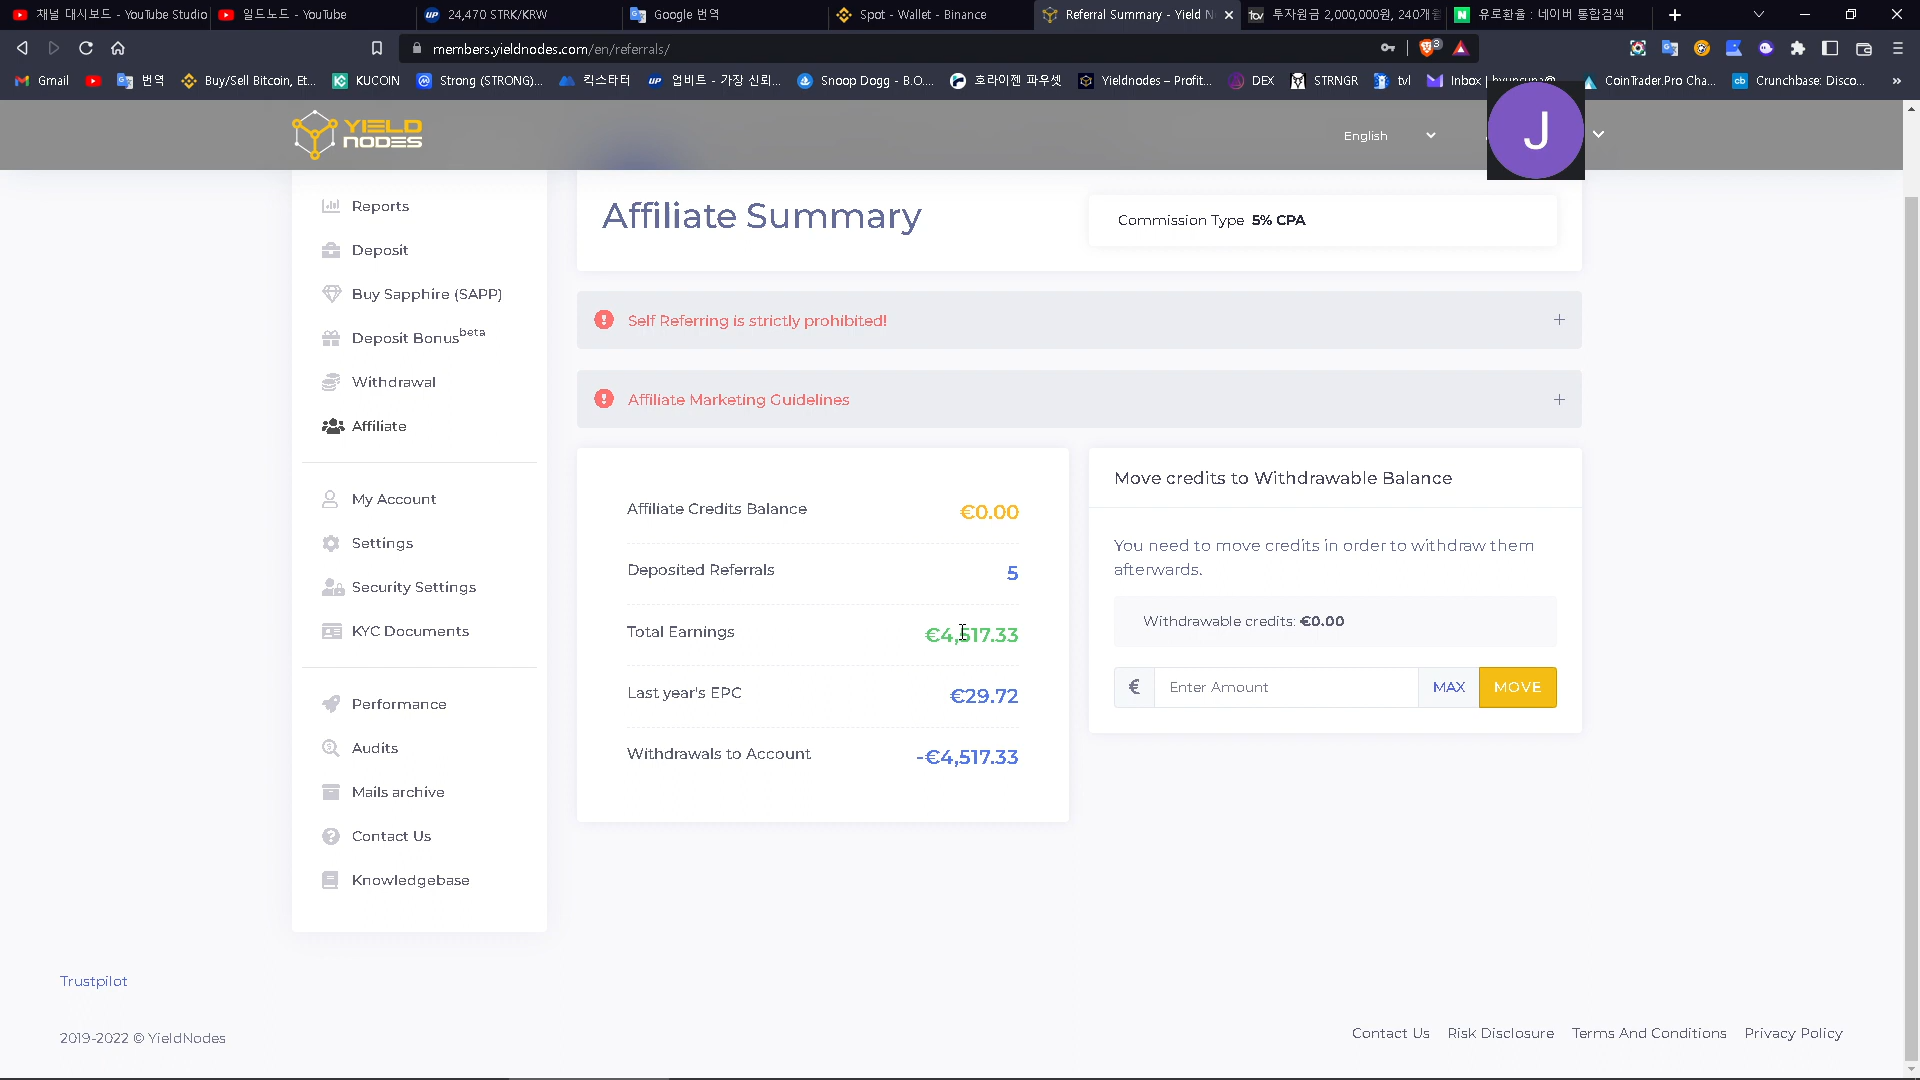 채널 대시보드 - YouTube Studio
일드노드 - YouTube
24,470 STRK/KRW
Google 번역
Spot - Wallet - Binance
Referral Summary - Yield N
투자원금 2,000,000원, 240개월
유로환율 : 네이버 통합검색
members.yieldnodes.com/en/referrals/
3
Gmail
번역
Buy/Sell Bitcoin, Et...
KUCOIN
Strong (STRONG)...
킥스타터
업비트 - 가장 신뢰...
Snoop Dogg - B.O....
호라이젠 파우셋
Yieldnodes – Profit...
DEX
STRNGR
tvl
Inbox |
CoinTrader.Pro Cha...
Crunchbase: Disco...
»
YIELD
NODES
English
J
Reports
Deposit
Buy Sapphire (SAPP)
Deposit Bonus beta
Withdrawal
Affiliate
My Account
Settings
Security Settings
KYC Documents
Performance
Audits
Mails archive
Contact Us
Knowledgebase
Affiliate Summary
Commission Type 5% CPA
Self Referring is strictly prohibited! +
Affiliate Marketing Guidelines +
Affiliate Credits Balance €0.00
Deposited Referrals 5
Total Earnings €4,517.33
Last year's EPC €29.72
Withdrawals to Account -€4,517.33
Move credits to Withdrawable Balance
You need to move credits in order to withdraw them
afterwards.
Withdrawable credits: €0.00
€ Enter Amount MAX MOVE
Trustpilot
2019-2022 © YieldNodes
Contact Us Risk Disclosure Terms And Conditions Privacy Policy